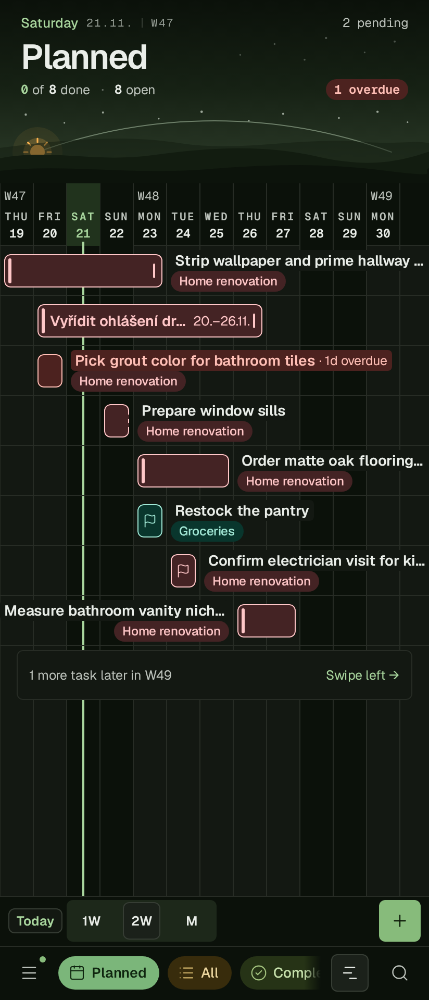 Saturday 21.11. | W47
2 pending
Planned
0 of 8 done · 8 open
1 overdue
W47 W48 W49
THU FRI SAT SUN MON TUE WED THU FRI SAT SUN MON
19 20 21 22 23 24 25 26 27 28 29 30
Strip wallpaper and prime hallway …
Home renovation
Vyřídit ohlášení dr… 20.–26.11.
Pick grout color for bathroom tiles · 1d overdue
Home renovation
Prepare window sills
Home renovation
Order matte oak flooring…
Home renovation
Restock the pantry
Groceries
Confirm electrician visit for ki…
Home renovation
Measure bathroom vanity nich…
Home renovation
1 more task later in W49
Swipe left →
Today 1W 2W M +
Planned All Comple